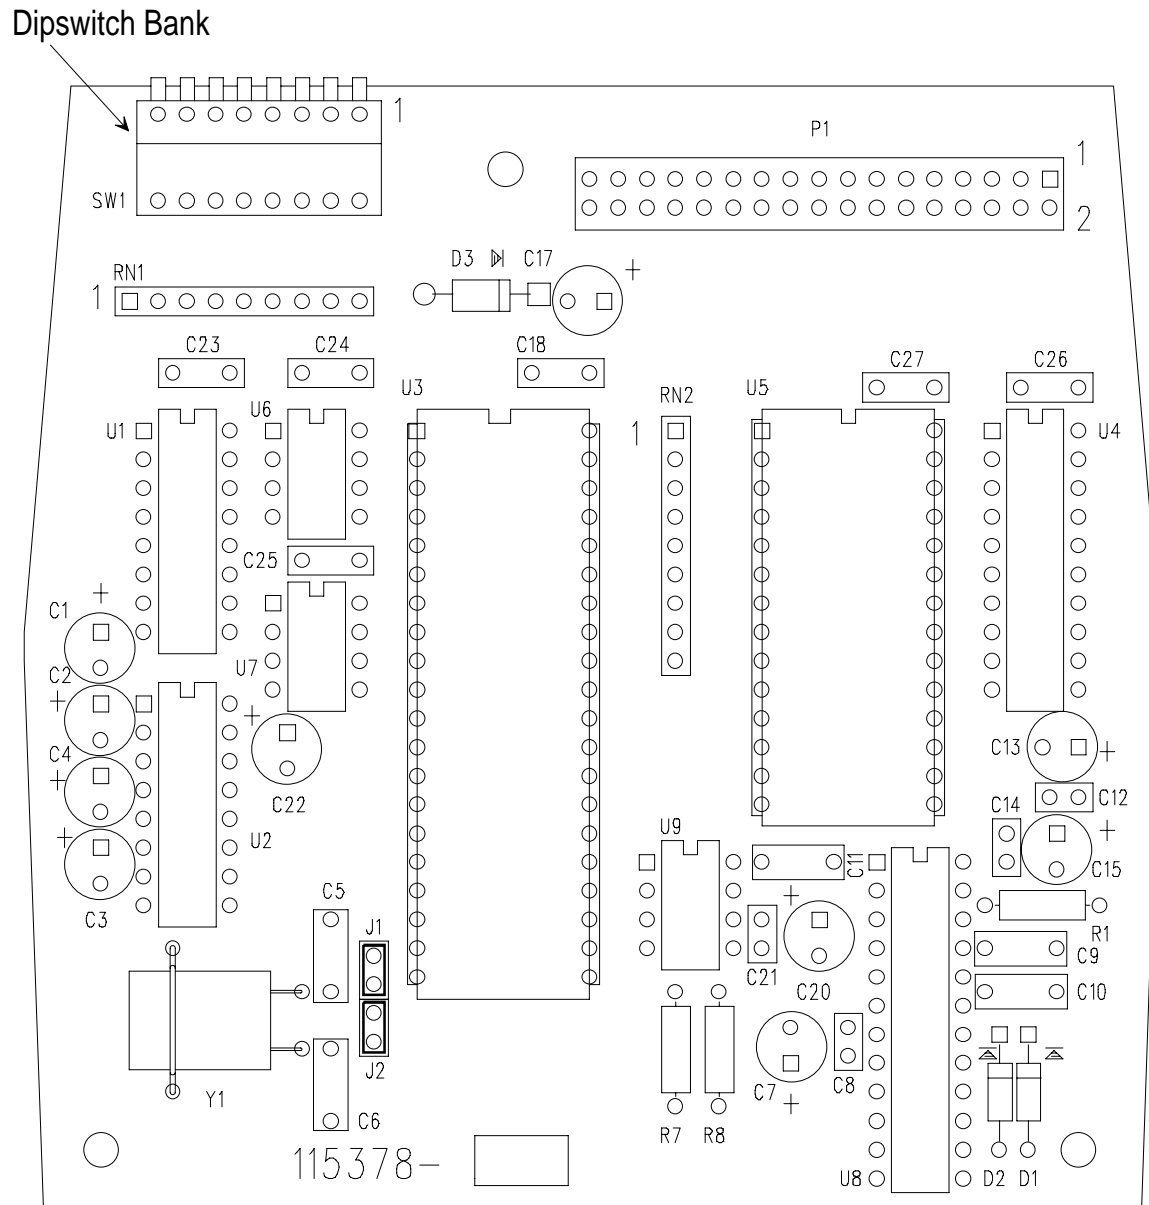 Dipswitch Bank
1
P1
1
SW1
2
D3
C17
+
RN1
1
C23
C24
C18
C27
C26
U3
RN2
U5
U6
U1
1
U4
C25
+
C1
C2
U7
+
+
C13
+
C4
+
C22
C12
C14
U9
+
+
U2
C11
C15
C5
+
C3
J1
R1
C9
C21
C20
C10
J2
Y1
C7
C8
+
C6
R7
R8
115378-
U8
D2
D1